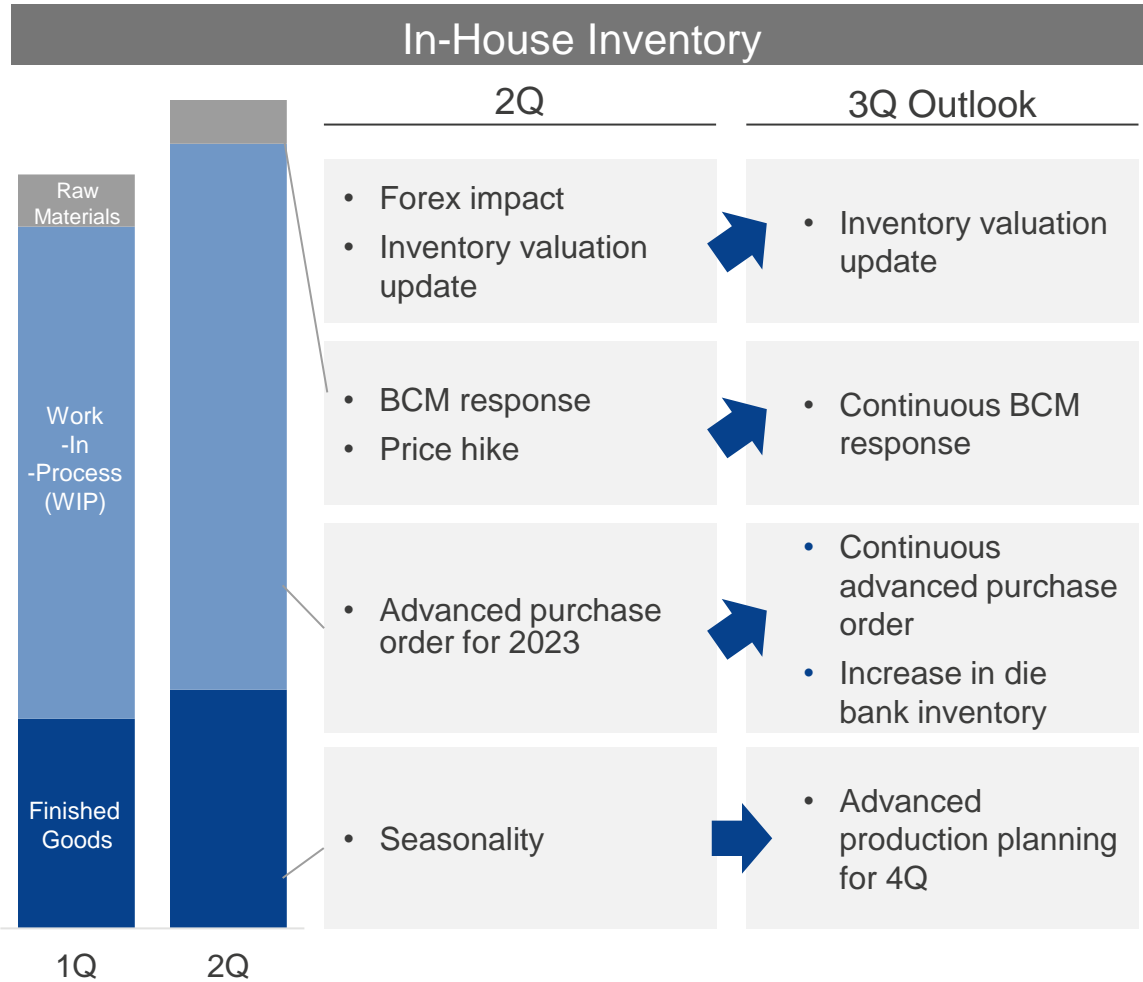 In-House Inventory
2Q
3Q Outlook
Raw
Materials
Work
-In
-Process
(WIP)
Finished
Goods
1Q
2Q
• Forex impact
• Inventory valuation
update
• Inventory valuation
update
• BCM response
• Price hike
• Continuous BCM
response
• Advanced purchase
order for 2023
• Continuous
advanced purchase
order
• Increase in die
bank inventory
• Seasonality
• Advanced
production planning
for 4Q